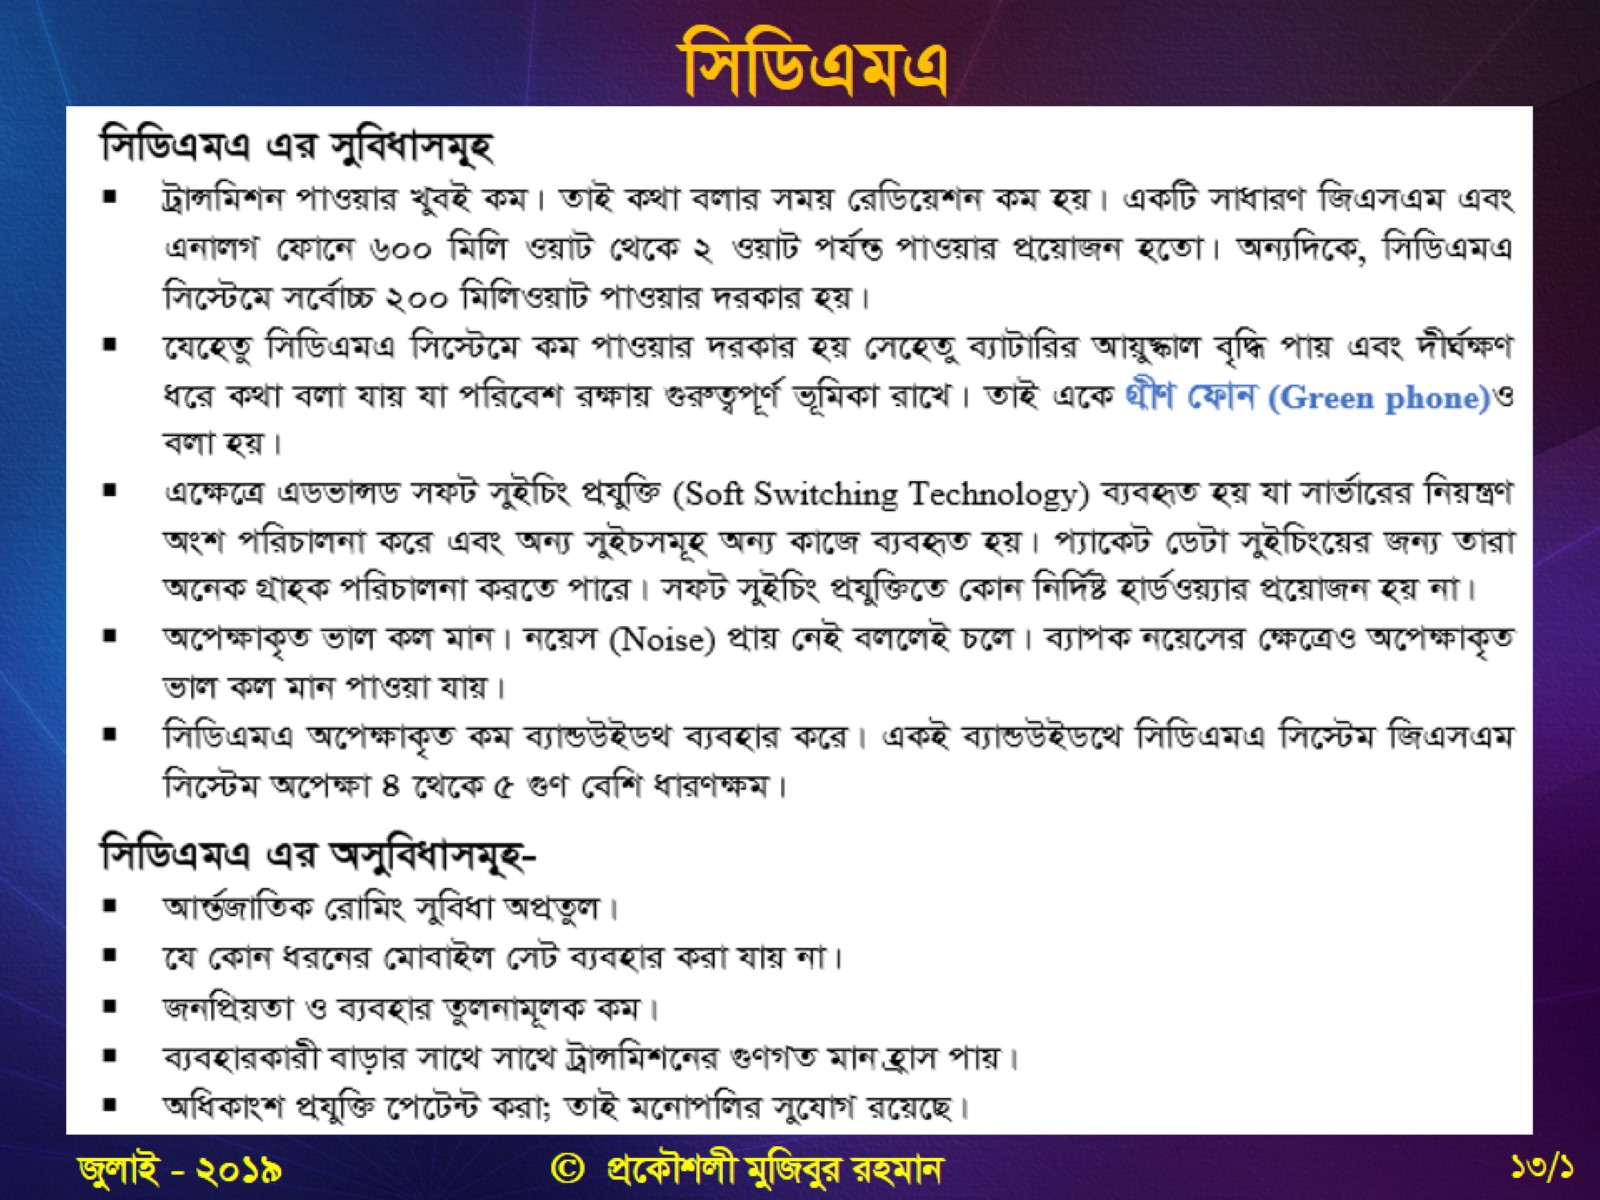 সিডিএমএ
সিডিএমএ এর সুবিধাসমূহ
▪ ট্রান্সমিশন পাওয়ার খুবই কম। তাই কথা বলার সময় রেডিয়েশন কম হয়। একটি সাধারণ জিএসএম এবং
এনালগ ফোনে ৬০০ মিলি ওয়াট থেকে ২ ওয়াট পর্যন্ত পাওয়ার প্রয়োজন হতো। অন্যদিকে, সিডিএমএ
সিস্টেমে সর্বোচ্চ ২০০ মিলিওয়াট পাওয়ার দরকার হয়।
▪ যেহেতু সিডিএমএ সিস্টেমে কম পাওয়ার দরকার হয় সেহেতু ব্যাটারির আয়ুষ্কাল বৃদ্ধি পায় এবং দীর্ঘক্ষণ
ধরে কথা বলা যায় যা পরিবেশ রক্ষায় গুরুত্বপূর্ণ ভূমিকা রাখে। তাই একে গ্রীণ ফোন (Green phone)ও
বলা হয়।
▪ এক্ষেত্রে এডভান্সড সফট সুইচিং প্রযুক্তি (Soft Switching Technology) ব্যবহৃত হয় যা সার্ভারের নিয়ন্ত্রণ
অংশ পরিচালনা করে এবং অন্য সুইচসমূহ অন্য কাজে ব্যবহৃত হয়। প্যাকেট ডেটা সুইচিংয়ের জন্য তারা
অনেক গ্রাহক পরিচালনা করতে পারে। সফট সুইচিং প্রযুক্তিতে কোন নির্দিষ্ট হার্ডওয়্যার প্রয়োজন হয় না।
▪ অপেক্ষাকৃত ভাল কল মান। নয়েস (Noise) প্রায় নেই বললেই চলে। ব্যাপক নয়েসের ক্ষেত্রেও অপেক্ষাকৃত
ভাল কল মান পাওয়া যায়।
▪ সিডিএমএ অপেক্ষাকৃত কম ব্যান্ডউইডথ ব্যবহার করে। একই ব্যান্ডউইডথে সিডিএমএ সিস্টেম জিএসএম
সিস্টেম অপেক্ষা ৪ থেকে ৫ গুণ বেশি ধারণক্ষম।
সিডিএমএ এর অসুবিধাসমূহ-
▪ আর্ন্তজাতিক রোমিং সুবিধা অপ্রতুল।
▪ যে কোন ধরনের মোবাইল সেট ব্যবহার করা যায় না।
▪ জনপ্রিয়তা ও ব্যবহার তুলনামূলক কম।
▪ ব্যবহারকারী বাড়ার সাথে সাথে ট্রান্সমিশনের গুণগত মান হ্রাস পায়।
▪ অধিকাংশ প্রযুক্তি পেটেন্ট করা; তাই মনোপলির সুযোগ রয়েছে।
জুলাই - ২০১৯ © প্রকৌশলী মুজিবুর রহমান ১৩/১